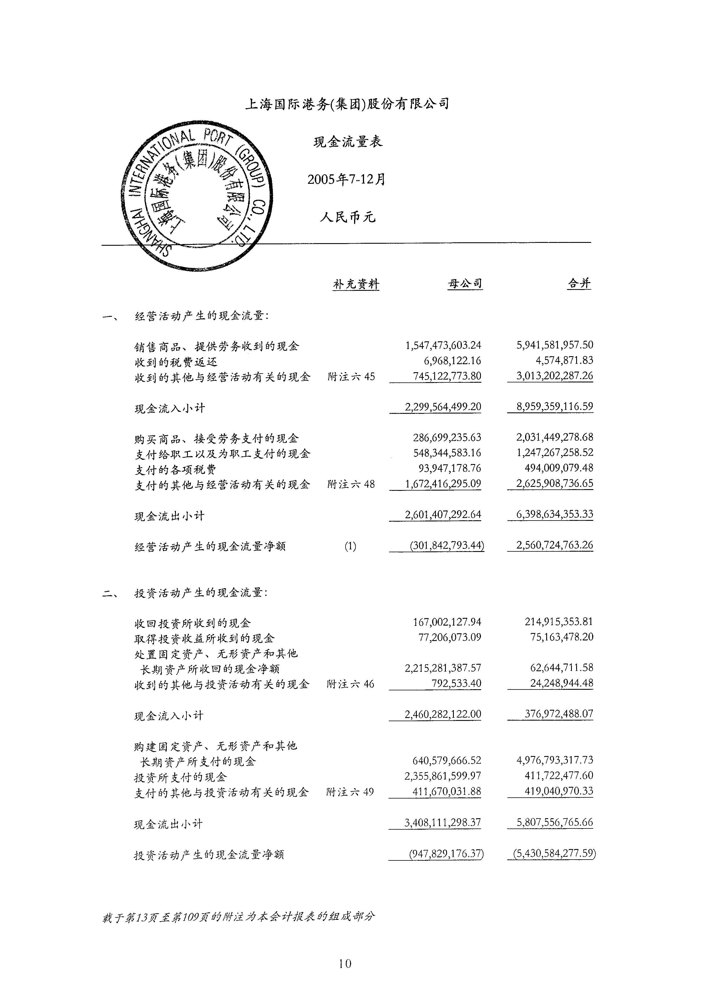 上海国际港务(集团)股份有限公司
现金流量表
2005年7-12月
人民币元
SHANGHAI INTERNATIONAL PORT (GROUP) CO., LTD.
上海国际港务(集团)股份有限公司
补充资料 母公司 合并
一、 经营活动产生的现金流量:
销售商品、提供劳务收到的现金 1,547,473,603.24 5,941,581,957.50
收到的税费返还 6,968,122.16 4,574,871.83
收到的其他与经营活动有关的现金 附注六 45 745,122,773.80 3,013,202,287.26
现金流入小计 2,299,564,499.20 8,959,359,116.59
购买商品、接受劳务支付的现金 286,699,235.63 2,031,449,278.68
支付给职工以及为职工支付的现金 548,344,583.16 1,247,267,258.52
支付的各项税费 93,947,178.76 494,009,079.48
支付的其他与经营活动有关的现金 附注六 48 1,672,416,295.09 2,625,908,736.65
现金流出小计 2,601,407,292.64 6,398,634,353.33
经营活动产生的现金流量净额 (1) (301,842,793.44) 2,560,724,763.26
二、 投资活动产生的现金流量:
收回投资所收到的现金 167,002,127.94 214,915,353.81
取得投资收益所收到的现金 77,206,073.09 75,163,478.20
处置固定资产、无形资产和其他
长期资产所收回的现金净额 2,215,281,387.57 62,644,711.58
收到的其他与投资活动有关的现金 附注六 46 792,533.40 24,248,944.48
现金流入小计 2,460,282,122.00 376,972,488.07
购建固定资产、无形资产和其他
长期资产所支付的现金 640,579,666.52 4,976,793,317.73
投资所支付的现金 2,355,861,599.97 411,722,477.60
支付的其他与投资活动有关的现金 附注六 49 411,670,031.88 419,040,970.33
现金流出小计 3,408,111,298.37 5,807,556,765.66
投资活动产生的现金流量净额 (947,829,176.37) (5,430,584,277.59)
载于第13页至第109页的附注为本会计报表的组成部分
10